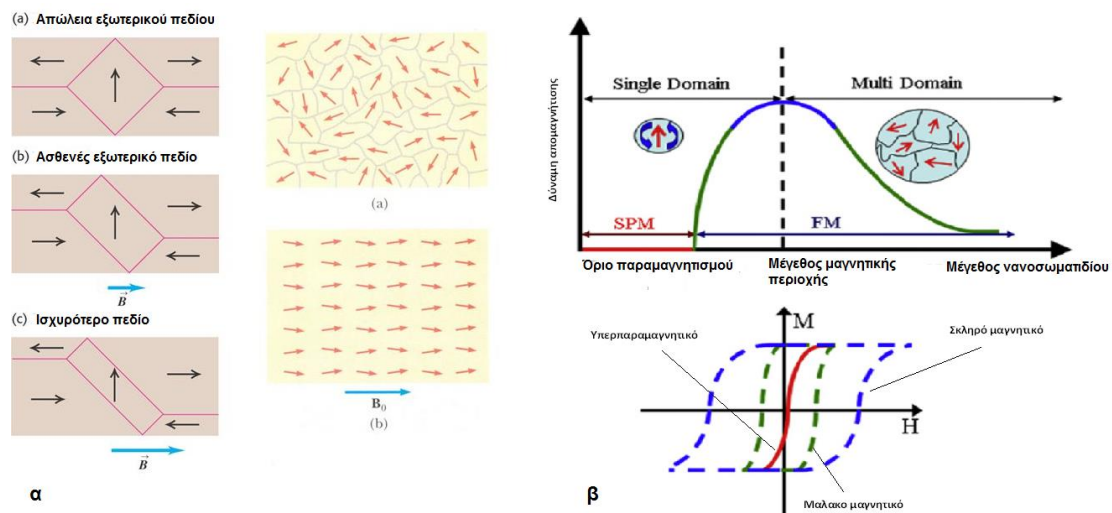 (a) Απώλεια εξωτερικού πεδίου
(b) Ασθενές εξωτερικό πεδίο
B
(c) Ισχυρότερο πεδίο
B
α
(a)
B₀
(b)
Δύναμη απομαγνήτισης
Single Domain
Multi Domain
SPM
FM
Όριο παραμαγνητισμού
Μέγεθος μαγνητικής
περιοχής
Μέγεθος νανοσωματιδίου
Υπερπαραμαγνητικό
M
Σκληρό μαγνητικό
H
Μαλακο μαγνητικό
β